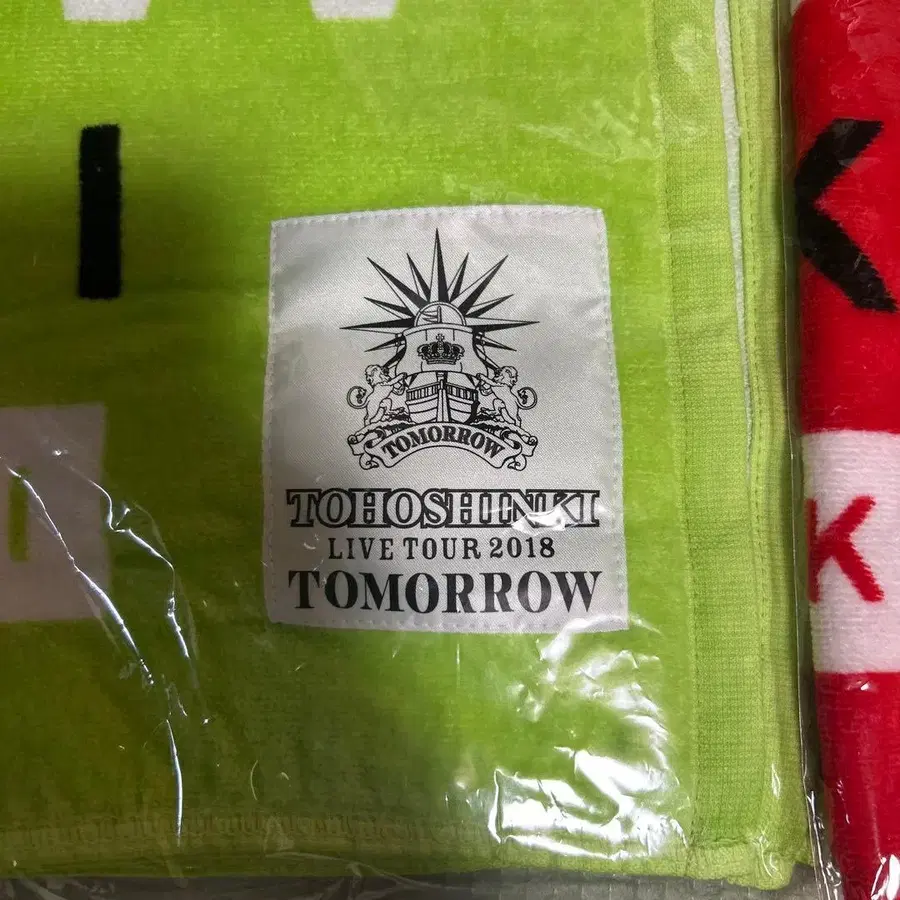 I
K
TOMORROW
TOHOSHINKI
LIVE TOUR 2018
TOMORROW
I
K